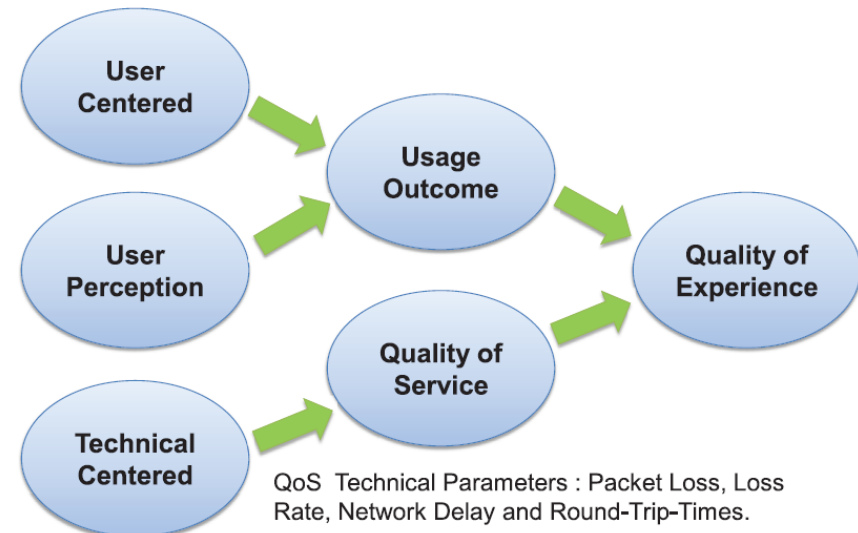 User
Centered
Usage
Outcome
User
Perception
Quality of
Experience
Quality of
Service
Technical
Centered
QoS  Technical Parameters : Packet Loss, Loss
Rate, Network Delay and Round-Trip-Times.